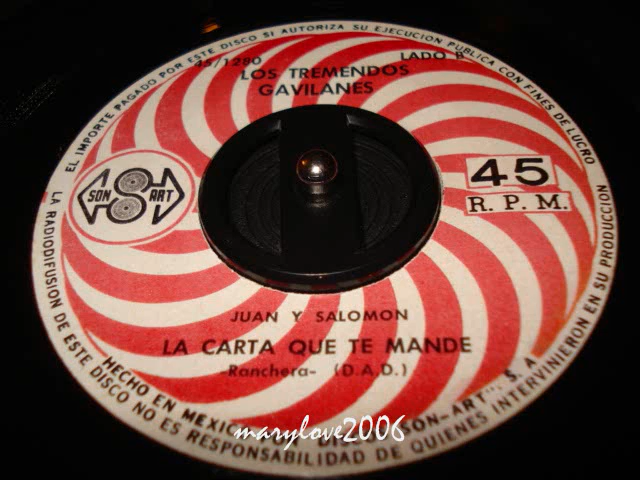 EL IMPORTE PAGADO POR ESTE DISCO SI AUTORIZA SU EJECUCION PUBLICA CON FINES DE LUCRO
45/1280
LADO B
LOS TREMENDOS
GAVILANES
SON ART
45
R. P. M.
JUAN Y SALOMON
LA CARTA QUE TE MANDE
-Ranchera- (D.A.D.)
HECHO EN MEXICO
SON-ART., S. A
LA RADIODIFUSION DE ESTE DISCO NO ES RESPONSABILIDAD DE QUIENES INTERVINIERON EN SU PRODUCCION
marylove2006